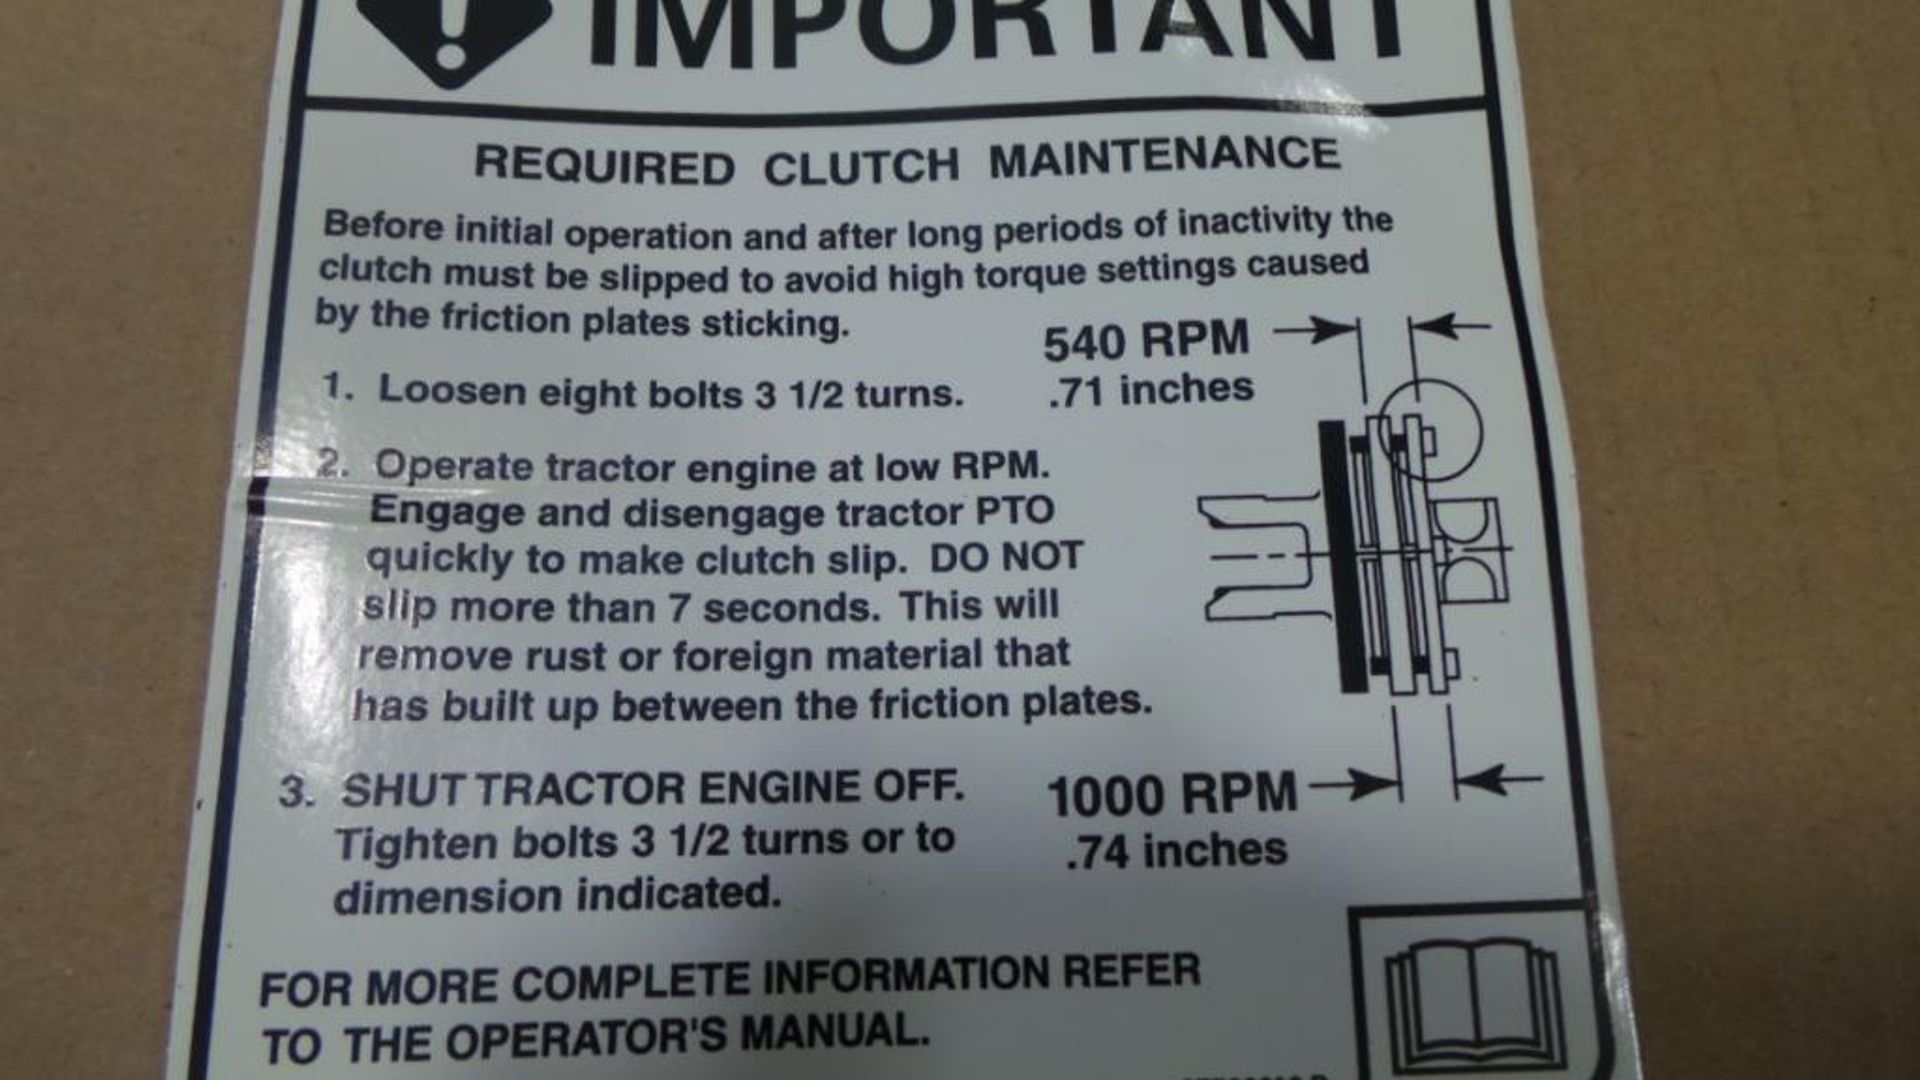 IMPORTANT
REQUIRED CLUTCH MAINTENANCE
Before initial operation and after long periods of inactivity the
clutch must be slipped to avoid high torque settings caused
by the friction plates sticking.
540 RPM
.71 inches
1. Loosen eight bolts 3 1/2 turns.
2. Operate tractor engine at low RPM.
Engage and disengage tractor PTO
quickly to make clutch slip. DO NOT
slip more than 7 seconds. This will
remove rust or foreign material that
has built up between the friction plates.
3. SHUT TRACTOR ENGINE OFF.
Tighten bolts 3 1/2 turns or to
dimension indicated.
1000 RPM
.74 inches
FOR MORE COMPLETE INFORMATION REFER
TO THE OPERATOR'S MANUAL.